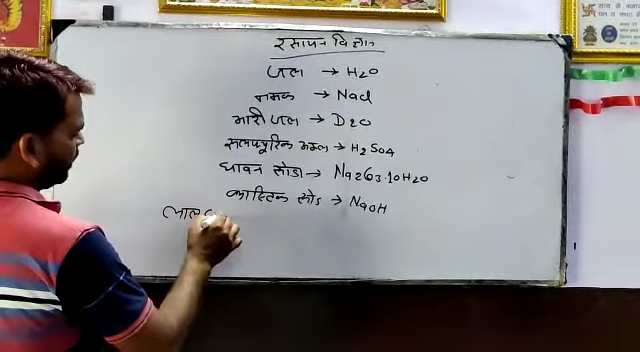 रसायन विज्ञान
जल → H2O
नमक → Nacl
भारी जल → D2O
सल्फ्यूरिक अम्ल → H2SO4
धावन सोडा → Na2CO3.10H2O
कास्टिक सोडा → NaOH
लाल